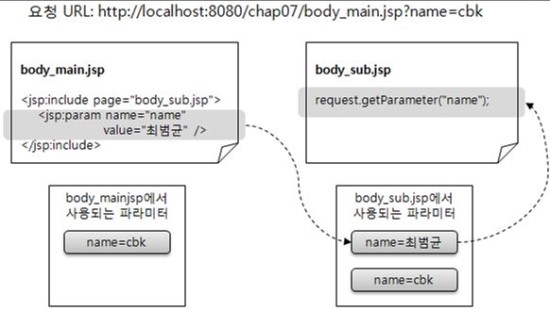 요청 URL: http://localhost:8080/chap07/body_main.jsp?name=cbk
body_main.jsp
<jsp:include page="body_sub.jsp">
<jsp:param name="name"
value="최범균" />
</jsp:include>
body_sub.jsp
request.getParameter("name");
body_mainjsp에서
사용되는 파라미터
name=cbk
body_sub.jsp에서
사용되는 파라미터
name=최범균
name=cbk